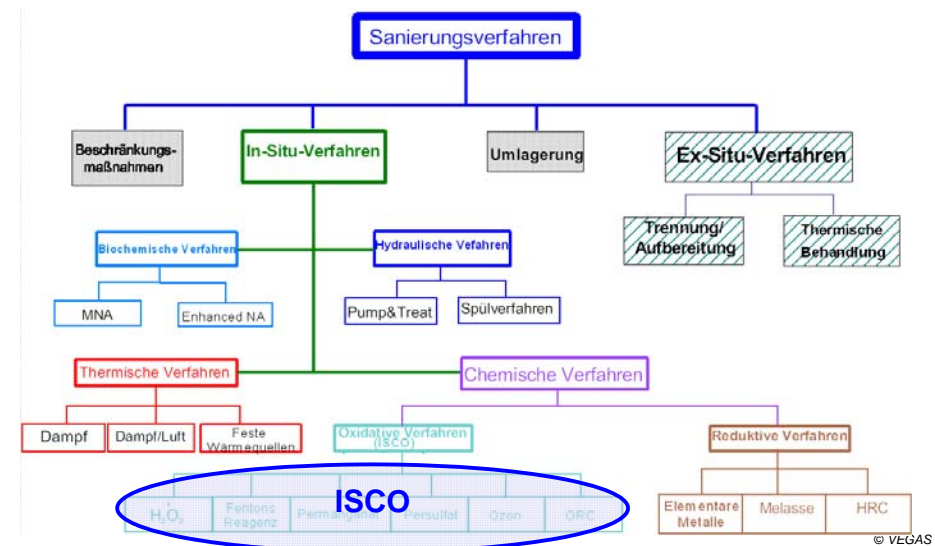 Sanierungsverfahren
Beschränkungs-
maßnahmen
In-Situ-Verfahren
Umlagerung
Ex-Situ-Verfahren
Trennung/
Aufbereitung
Thermische
Behandlung
Biochemische Verfahren
Hydraulische Vefahren
MNA
Enhanced NA
Pump&Treat
Spülverfahren
Thermische Verfahren
Chemische Verfahren
Dampf
Dampf/Luft
Feste
Wärmequellen
Oxidative Verfahren
(ISCO)
Reduktive Verfahren
ISCO
H₂O₂
Fentons
Reagenz
Permanganat
Persulfat
Ozon
ORC
Elementare
Metalle
Melasse
HRC
© VEGAS